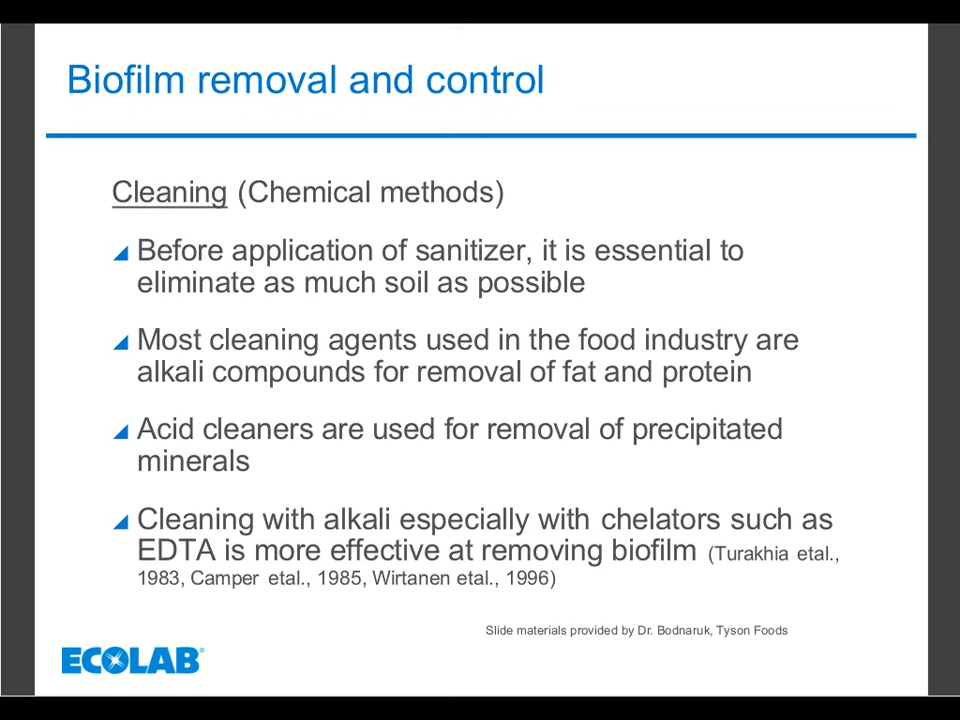 Biofilm removal and control
Cleaning (Chemical methods)
Before application of sanitizer, it is essential to
eliminate as much soil as possible
Most cleaning agents used in the food industry are
alkali compounds for removal of fat and protein
Acid cleaners are used for removal of precipitated
minerals
Cleaning with alkali especially with chelators such as
EDTA is more effective at removing biofilm (Turakhia etal.,
1983, Camper etal., 1985, Wirtanen etal., 1996)
Slide materials provided by Dr. Bodnaruk, Tyson Foods
ECOLAB®